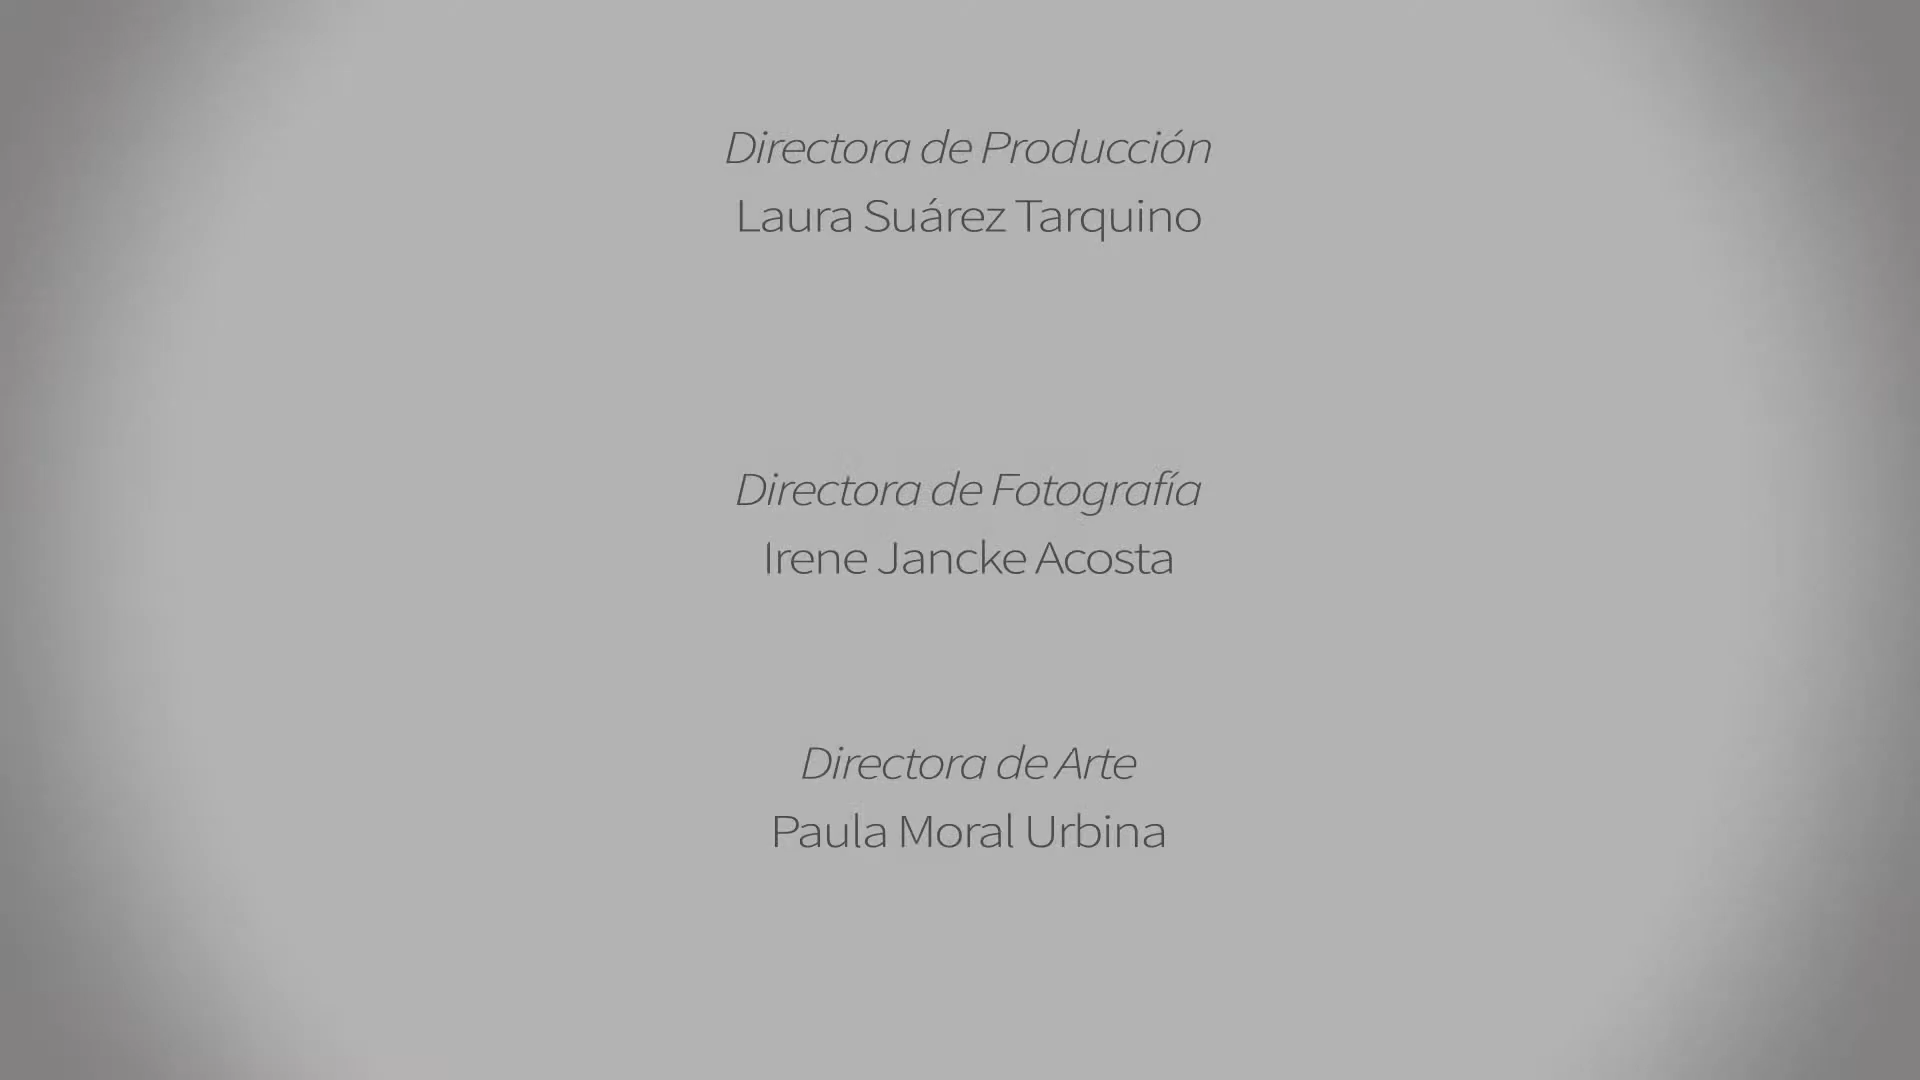 Directora de Producción
Laura Suárez Tarquino
Directora de Fotografía
Irene Jancke Acosta
Directora de Arte
Paula Moral Urbina